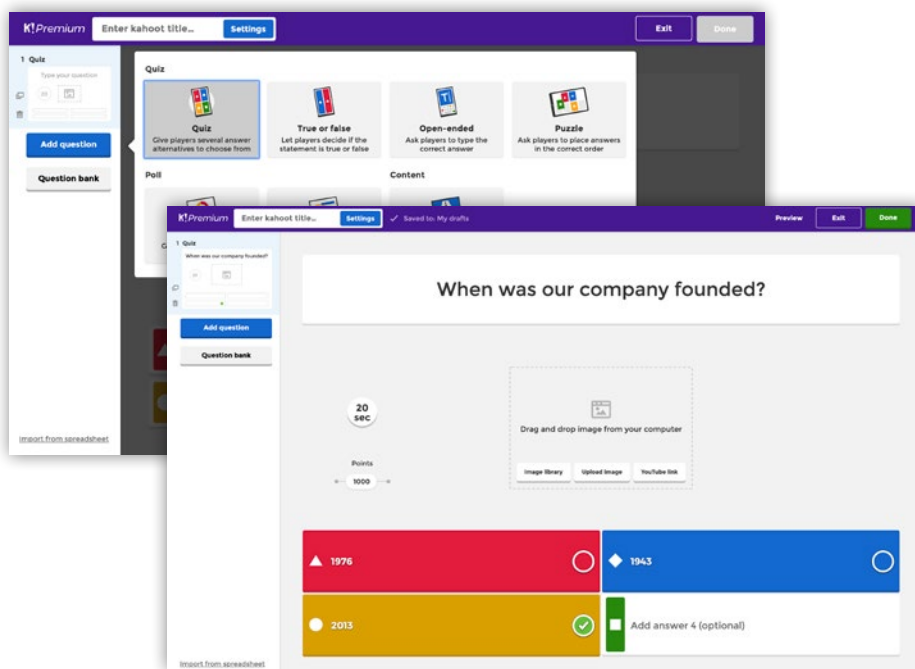 K! Premium
Enter kahoot title...
Settings
Exit
Done
1 Quiz
Type your question
20
Add question
Question bank
Import from spreadsheet
Quiz
Quiz
Give players several answer
alternatives to choose from
True or false
Let players decide if the
statement is true or false
Open-ended
Ask players to type the
correct answer
Puzzle
Ask players to place answers
in the correct order
Poll
Content
K! Premium
Enter kahoot title...
Settings
Saved to: My drafts
Preview
Exit
Done
1 Quiz
When was our company founded?
20
Add question
Question bank
Import from spreadsheet
When was our company founded?
20
sec
Points
1000
Drag and drop image from your computer
Image library
Upload image
YouTube link
1976
1943
2013
Add answer 4 (optional)